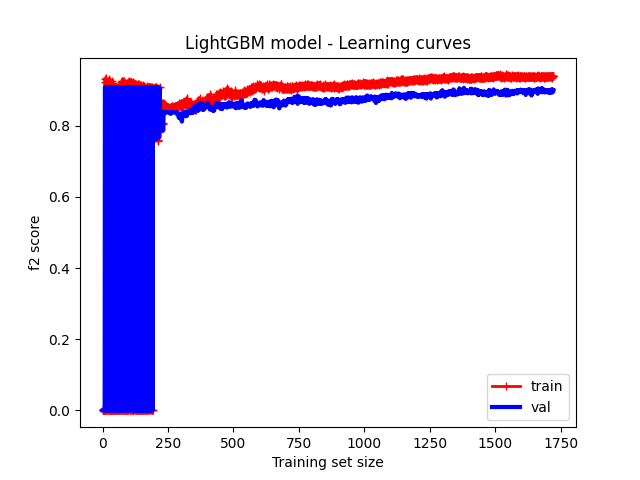 LightGBM model - Learning curves
f2 score
0.8
0.6
0.4
0.2
0.0
train
val
0 250 500 750 1000 1250 1500 1750
Training set size